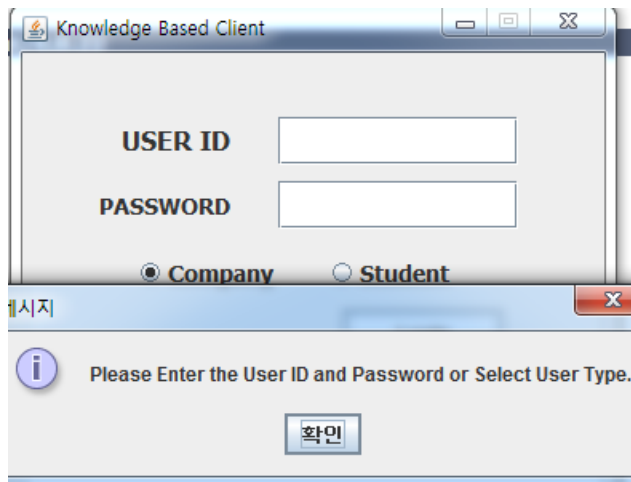 Knowledge Based Client
USER ID
PASSWORD
Company Student
메시지
Please Enter the User ID and Password or Select User Type.
확인